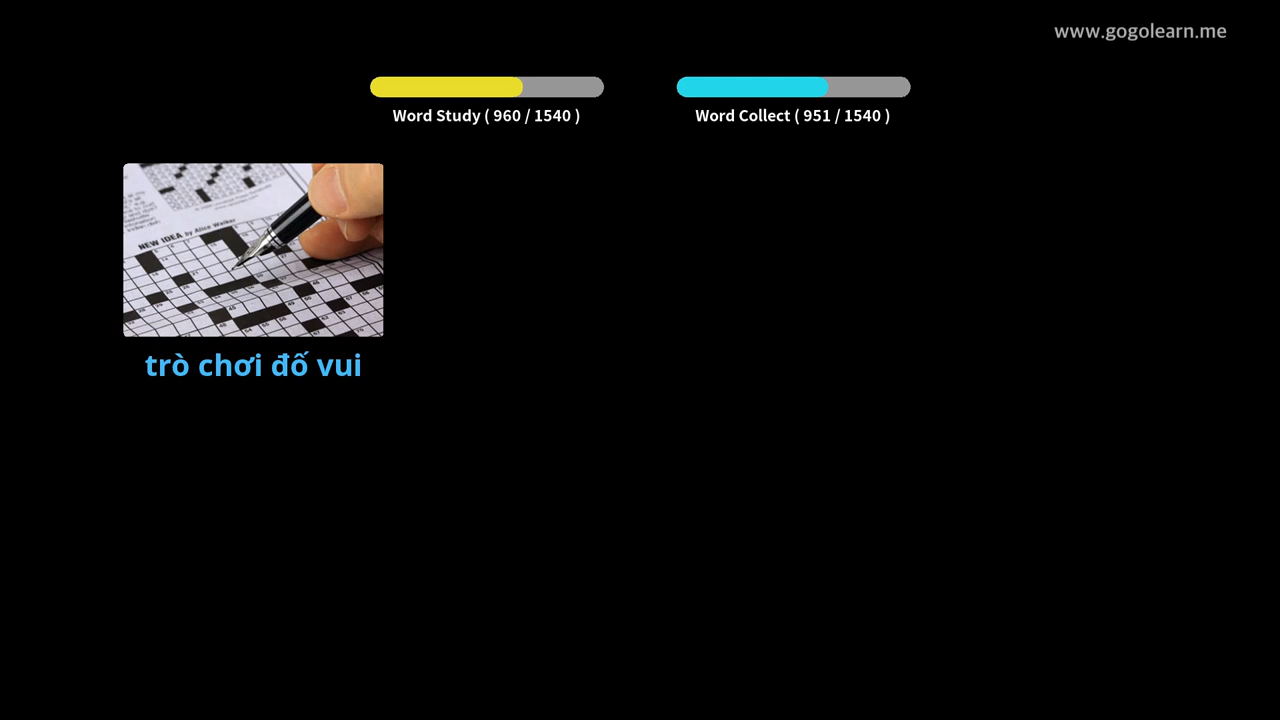 www.gogolearn.me
Word Study ( 960 / 1540 )
Word Collect ( 951 / 1540 )
NEW IDEA by Alice Walker
trò chơi đố vui